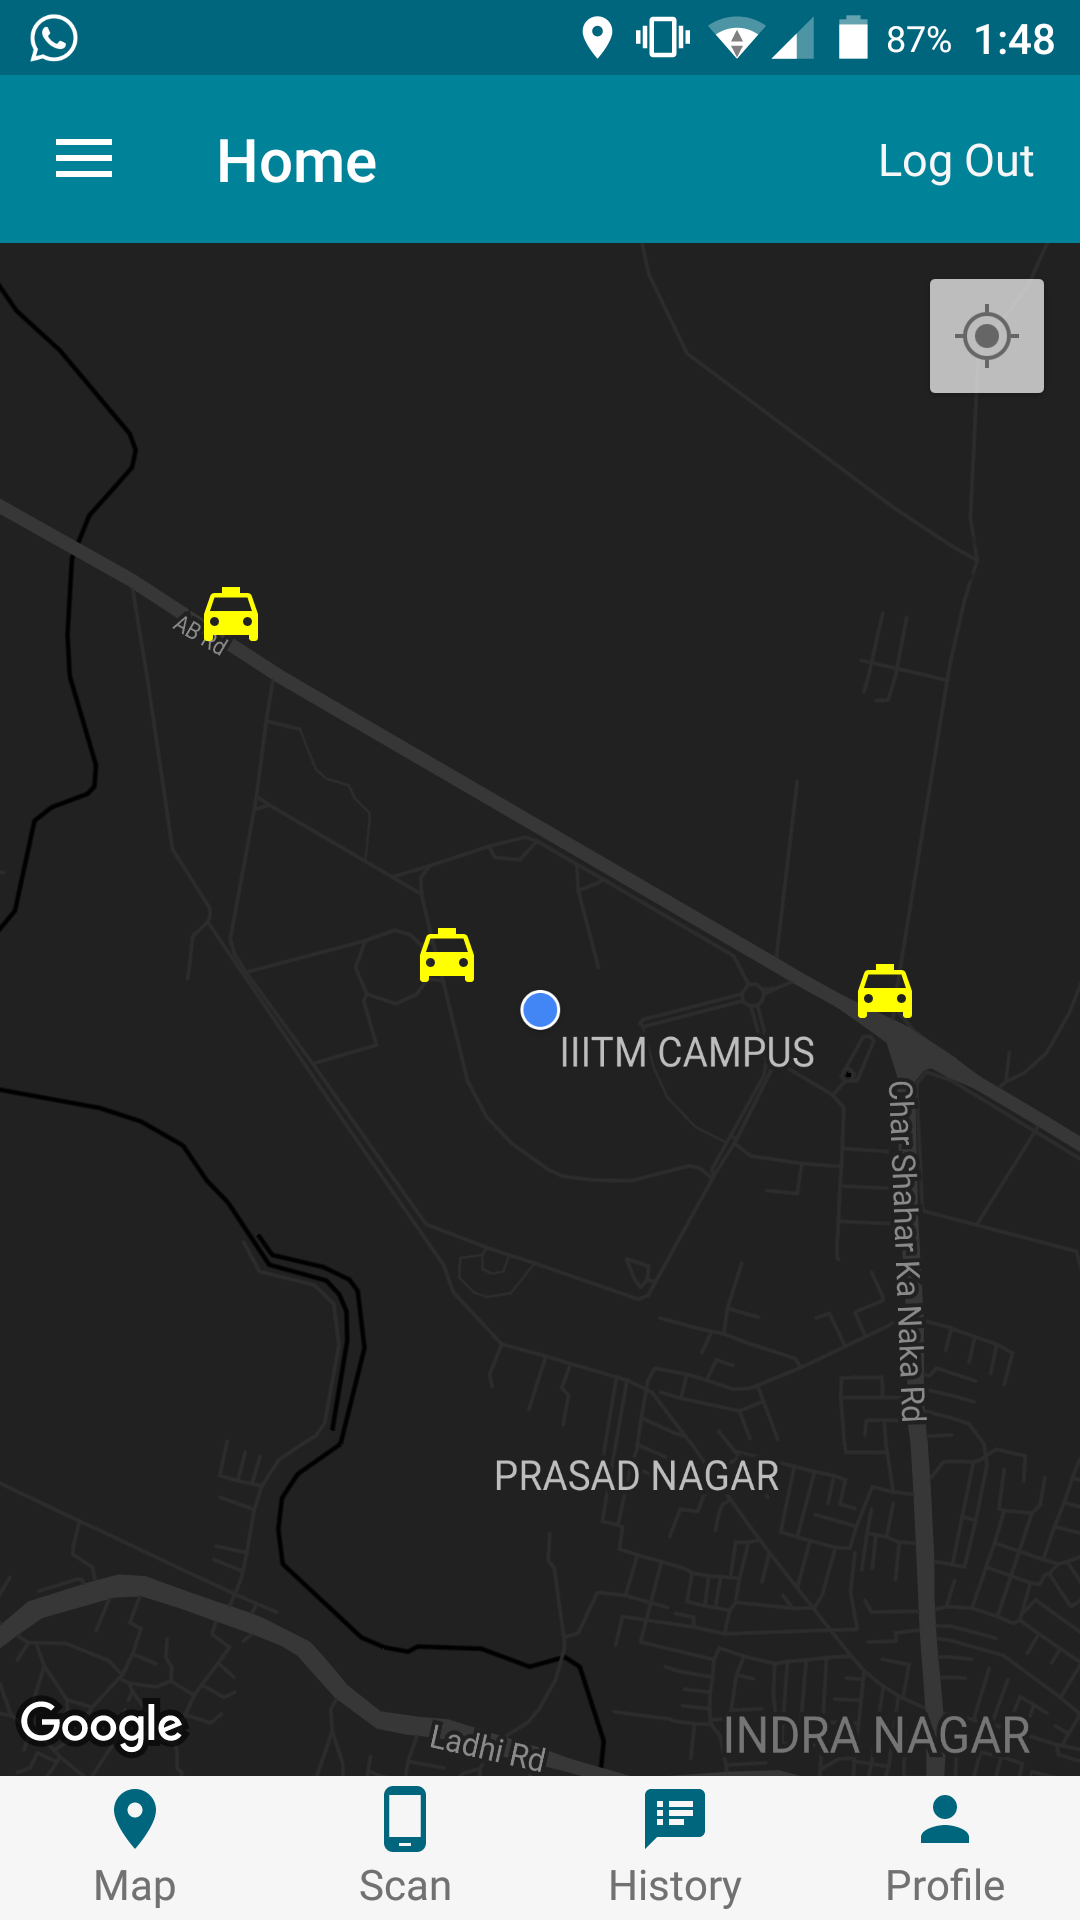 87% 1:48
Home
Log Out
AB Rd
IIITM CAMPUS
Char Shahar Ka Naka Rd
PRASAD NAGAR
Google
Ladhi Rd
INDRA NAGAR
Map
Scan
History
Profile